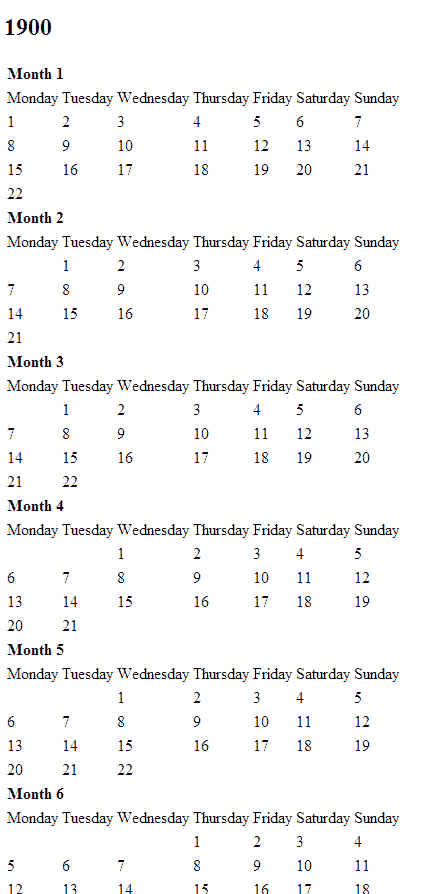 1900
Month 1
Monday Tuesday Wednesday Thursday Friday Saturday Sunday
1 2 3 4 5 6 7
8 9 10 11 12 13 14
15 16 17 18 19 20 21
22
Month 2
Monday Tuesday Wednesday Thursday Friday Saturday Sunday
1 2 3 4 5 6
7 8 9 10 11 12 13
14 15 16 17 18 19 20
21
Month 3
Monday Tuesday Wednesday Thursday Friday Saturday Sunday
1 2 3 4 5 6
7 8 9 10 11 12 13
14 15 16 17 18 19 20
21 22
Month 4
Monday Tuesday Wednesday Thursday Friday Saturday Sunday
1 2 3 4 5
6 7 8 9 10 11 12
13 14 15 16 17 18 19
20 21
Month 5
Monday Tuesday Wednesday Thursday Friday Saturday Sunday
1 2 3 4 5
6 7 8 9 10 11 12
13 14 15 16 17 18 19
20 21 22
Month 6
Monday Tuesday Wednesday Thursday Friday Saturday Sunday
1 2 3 4
5 6 7 8 9 10 11
12 13 14 15 16 17 18